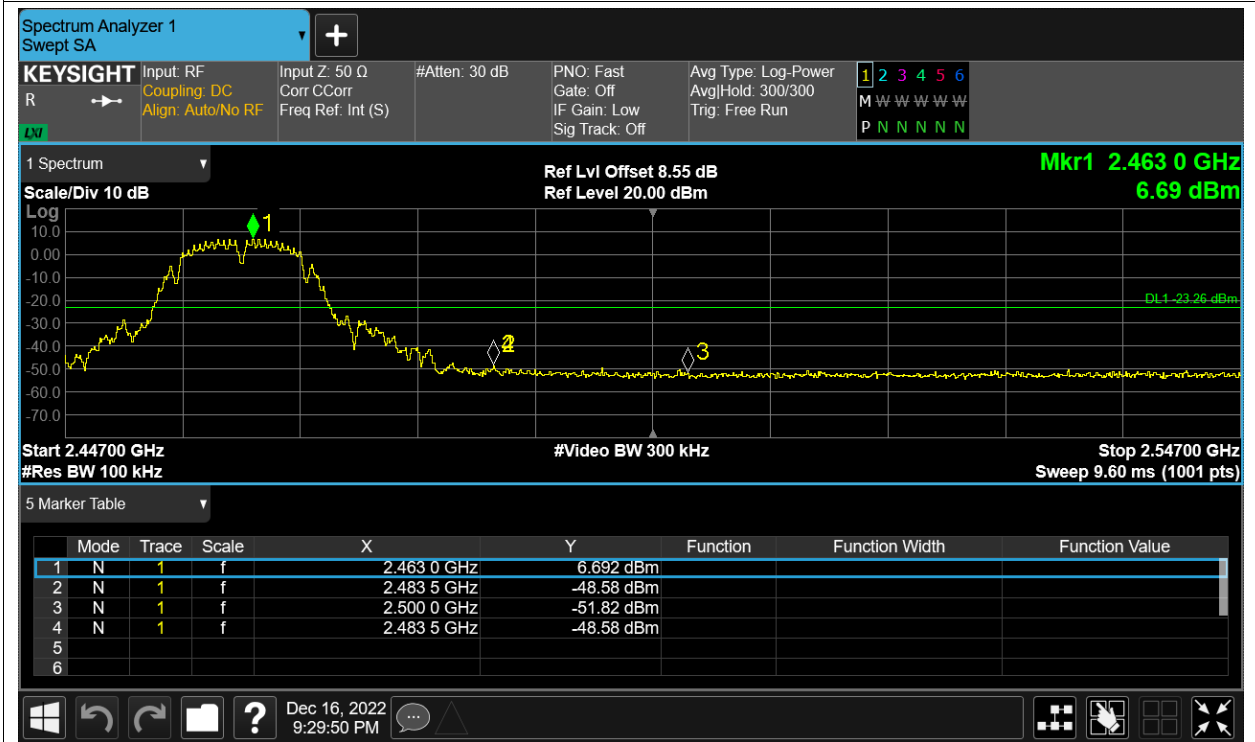 Spectrum Analyzer 1
Swept SA
+
KEYSIGHT
R
LXI
Input: RF
Coupling: DC
Align: Auto/No RF
Input Z: 50 Ω
Corr CCorr
Freq Ref: Int (S)
#Atten: 30 dB
PNO: Fast
Gate: Off
IF Gain: Low
Sig Track: Off
Avg Type: Log-Power
Avg|Hold: 300/300
Trig: Free Run
1 2 3 4 5 6
M W W W W W
P N N N N N
1 Spectrum
Scale/Div 10 dB
Ref Lvl Offset 8.55 dB
Ref Level 20.00 dBm
Mkr1 2.463 0 GHz
6.69 dBm
Log
10.0
0.00
-10.0
-20.0
-30.0
-40.0
-50.0
-60.0
-70.0
1
2
3
DL1 -23.26 dBm
Start 2.44700 GHz
#Res BW 100 kHz
#Video BW 300 kHz
Stop 2.54700 GHz
Sweep 9.60 ms (1001 pts)
5 Marker Table
Mode Trace Scale X Y Function Function Width Function Value
1 N 1 f 2.463 0 GHz 6.692 dBm
2 N 1 f 2.483 5 GHz -48.58 dBm
3 N 1 f 2.500 0 GHz -51.82 dBm
4 N 1 f 2.483 5 GHz -48.58 dBm
5
6
?
Dec 16, 2022
9:29:50 PM